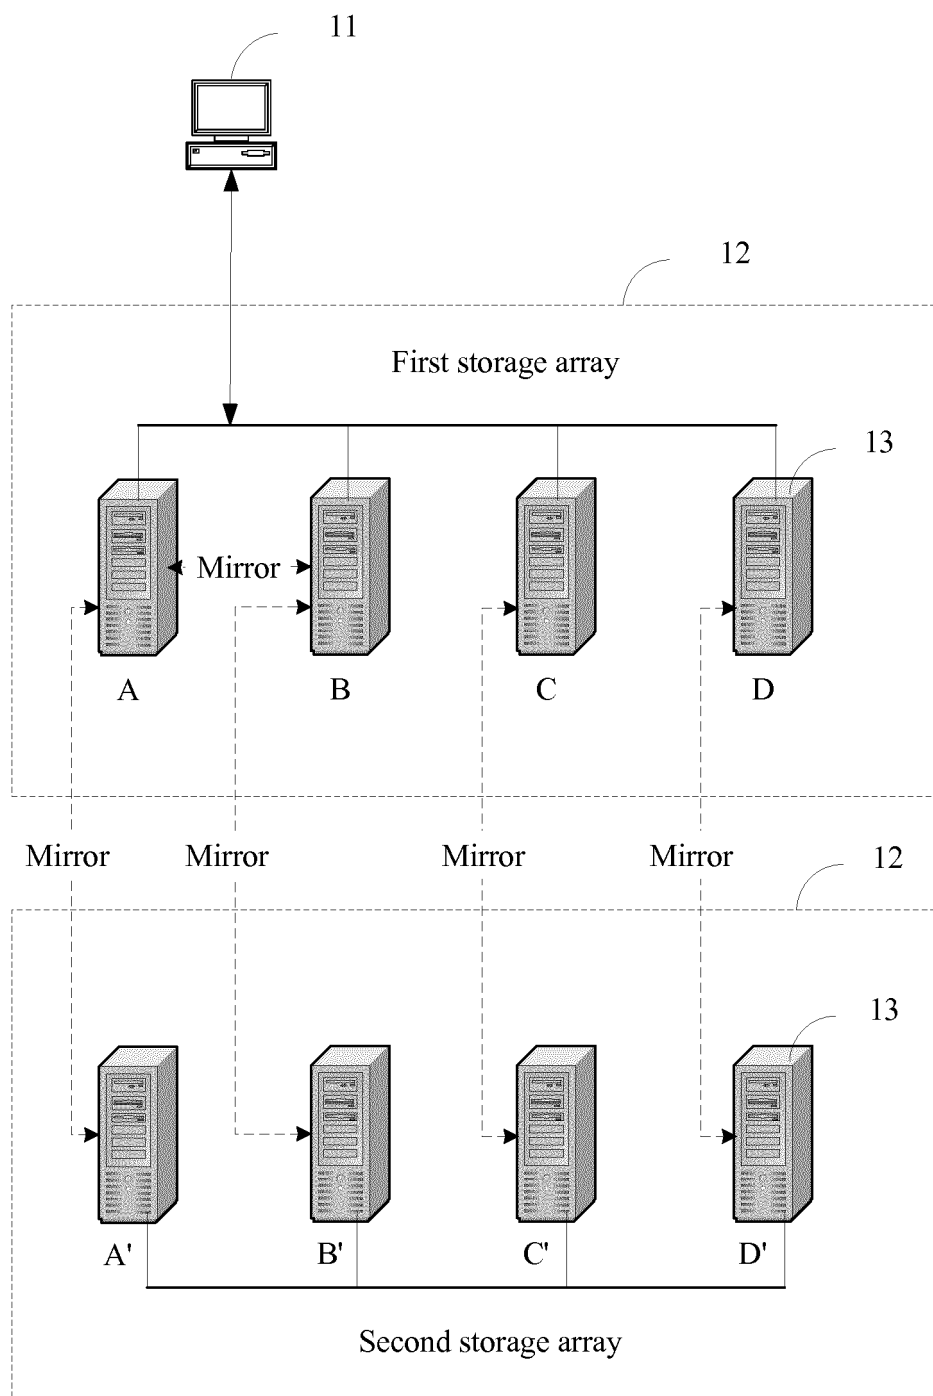 11
12
First storage array
13
Mirror
A B C D
Mirror Mirror Mirror Mirror
12
13
A' B' C' D'
Second storage array